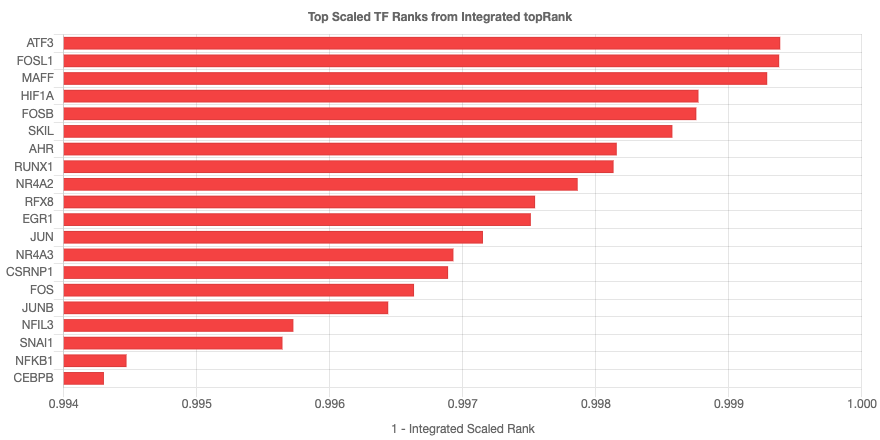 Top Scaled TF Ranks from Integrated topRank
ATF3
FOSL1
MAFF
HIF1A
FOSB
SKIL
AHR
RUNX1
NR4A2
RFX8
EGR1
JUN
NR4A3
CSRNP1
FOS
JUNB
NFIL3
SNAI1
NFKB1
CEBPB
0.994 0.995 0.996 0.997 0.998 0.999 1.000
1 - Integrated Scaled Rank